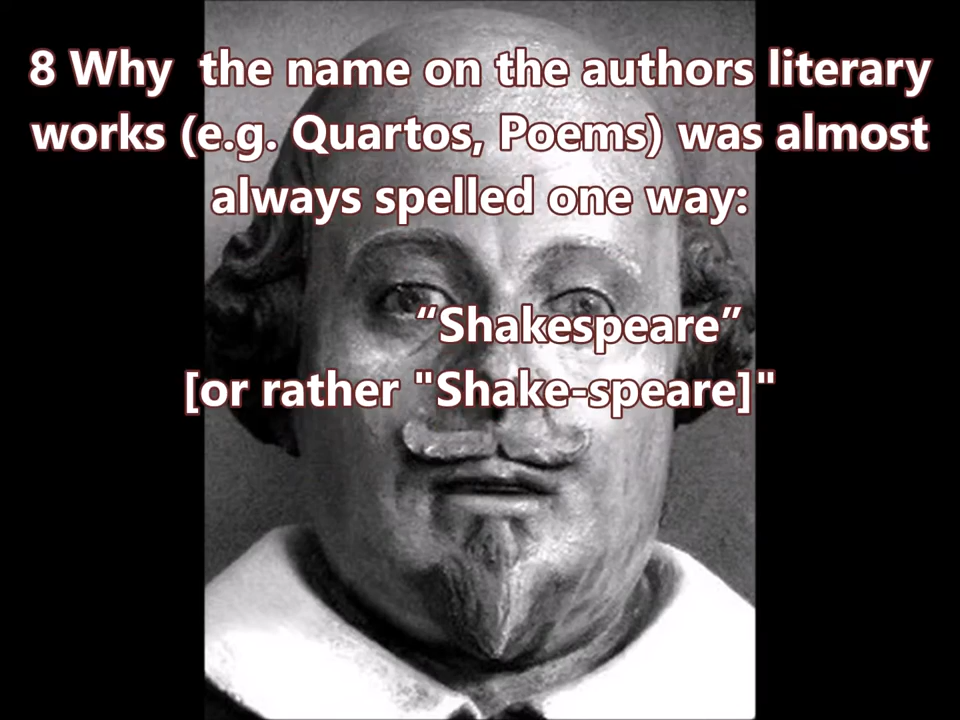 8 Why  the name on the authors literary
works (e.g. Quartos, Poems) was almost
always spelled one way:
“Shakespeare”
[or rather "Shake-speare]"